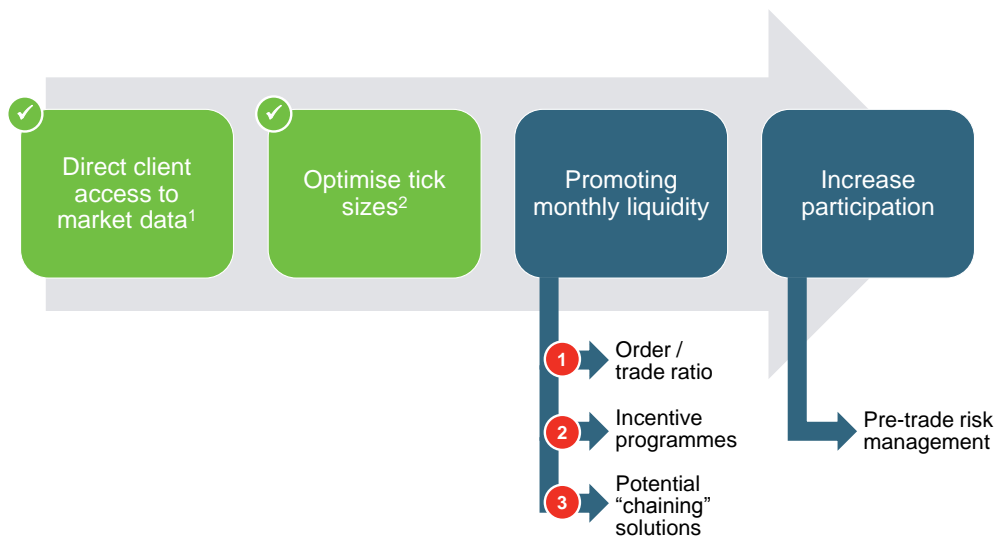 Direct client
access to
market data¹
Optimise tick
sizes²
Promoting
monthly liquidity
Increase
participation
1
Order /
trade ratio
2
Incentive
programmes
3
Potential
“chaining”
solutions
Pre-trade risk
management